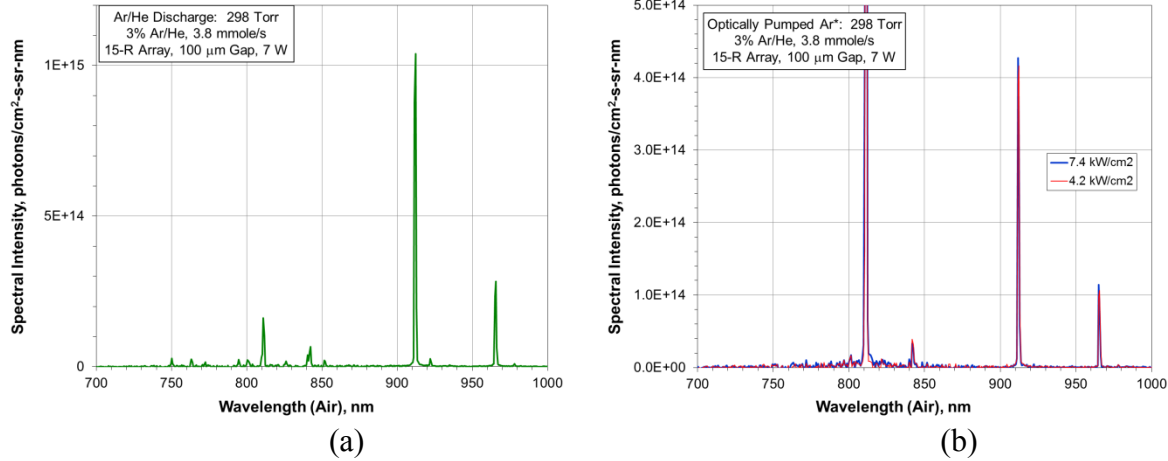 Ar/He Discharge: 298 Torr
3% Ar/He, 3.8 mmole/s
15-R Array, 100 μm Gap, 7 W
Spectral Intensity, photons/cm²-s-sr-nm
1E+15
5E+14
0
700 750 800 850 900 950 1000
Wavelength (Air), nm
(a)
Optically Pumped Ar*: 298 Torr
3% Ar/He, 3.8 mmole/s
15-R Array, 100 μm Gap, 7 W
Spectral Intensity, photons/cm²-s-sr-nm
5.0E+14
4.0E+14
3.0E+14
2.0E+14
1.0E+14
0.0E+00
7.4 kW/cm2
4.2 kW/cm2
700 750 800 850 900 950 1000
Wavelength (Air), nm
(b)